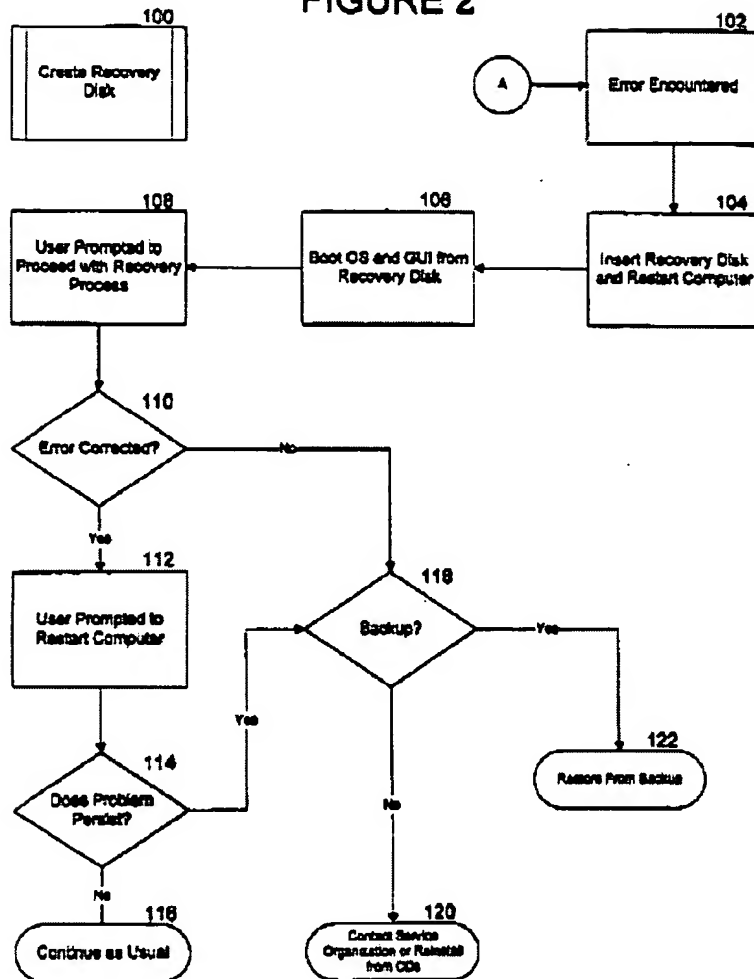 FIGURE 2
100
Create Recovery
Disk
A
102
Error Encountered
104
Insert Recovery Disk
and Restart Computer
106
Boot OS and GUI from
Recovery Disk
108
User Prompted to
Proceed with Recovery
Process
110
Error Corrected?
No
Yes
112
User Prompted to
Restart Computer
114
Does Problem
Persist?
Yes
No
116
Continue as Usual
118
Backup?
Yes
No
120
Contact Service
Organization or Reinstall
from CDs
122
Restore From Backup